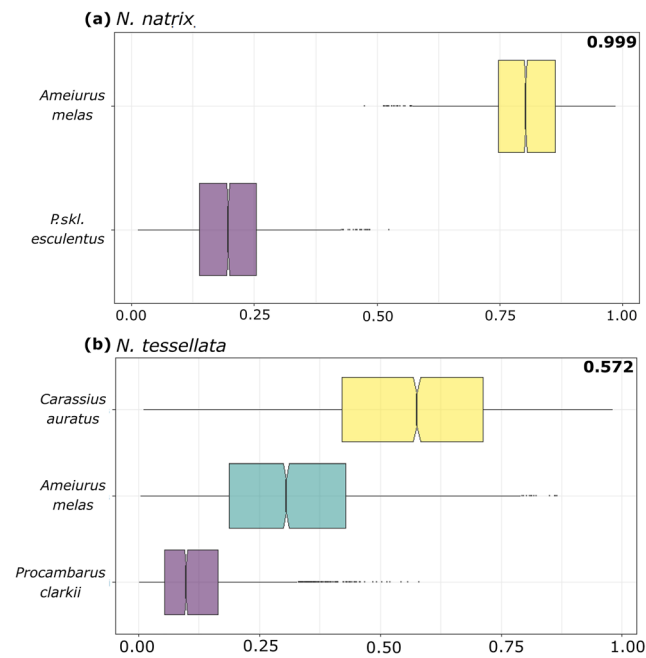 (a) N. natrix
0.999
Ameiurus
melas
P.skl.
esculentus
0.00 0.25 0.50 0.75 1.00
(b) N. tessellata
0.572
Carassius
auratus
Ameiurus
melas
Procambarus
clarkii
0.00 0.25 0.50 0.75 1.00